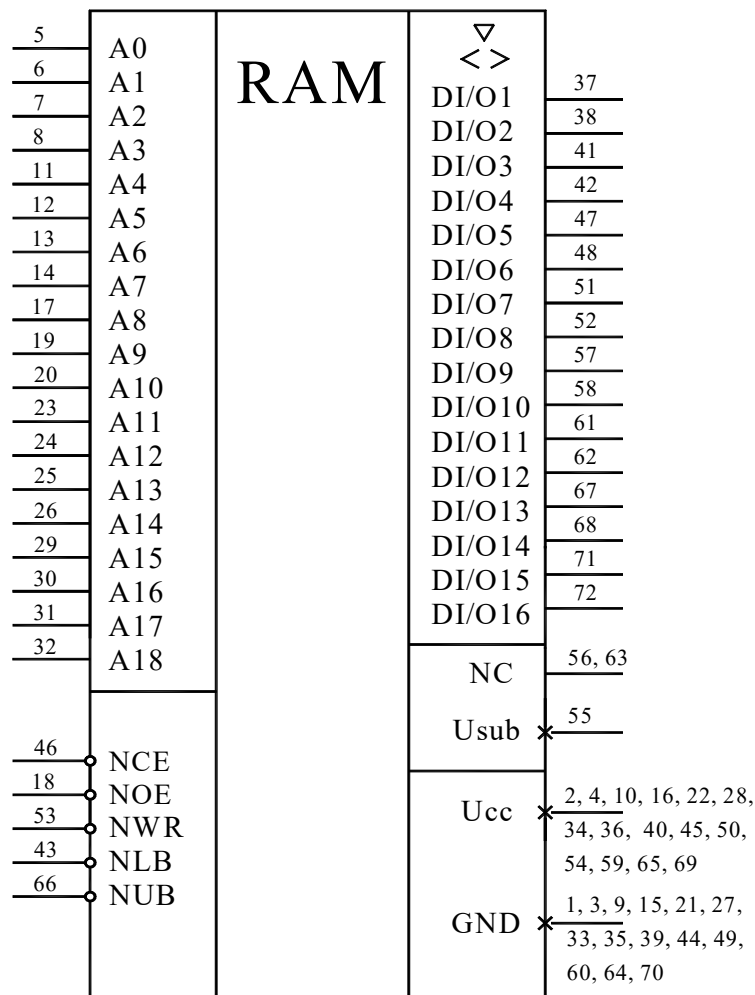 RAM
5 A0
6 A1
7 A2
8 A3
11 A4
12 A5
13 A6
14 A7
17 A8
19 A9
20 A10
23 A11
24 A12
25 A13
26 A14
29 A15
30 A16
31 A17
32 A18
46 NCE
18 NOE
53 NWR
43 NLB
66 NUB
< >
DI/O1 37
DI/O2 38
DI/O3 41
DI/O4 42
DI/O5 47
DI/O6 48
DI/O7 51
DI/O8 52
DI/O9 57
DI/O10 58
DI/O11 61
DI/O12 62
DI/O13 67
DI/O14 68
DI/O15 71
DI/O16 72
NC 56, 63
Usub 55
Ucc 2, 4, 10, 16, 22, 28,
34, 36, 40, 45, 50,
54, 59, 65, 69
GND 1, 3, 9, 15, 21, 27,
33, 35, 39, 44, 49,
60, 64, 70